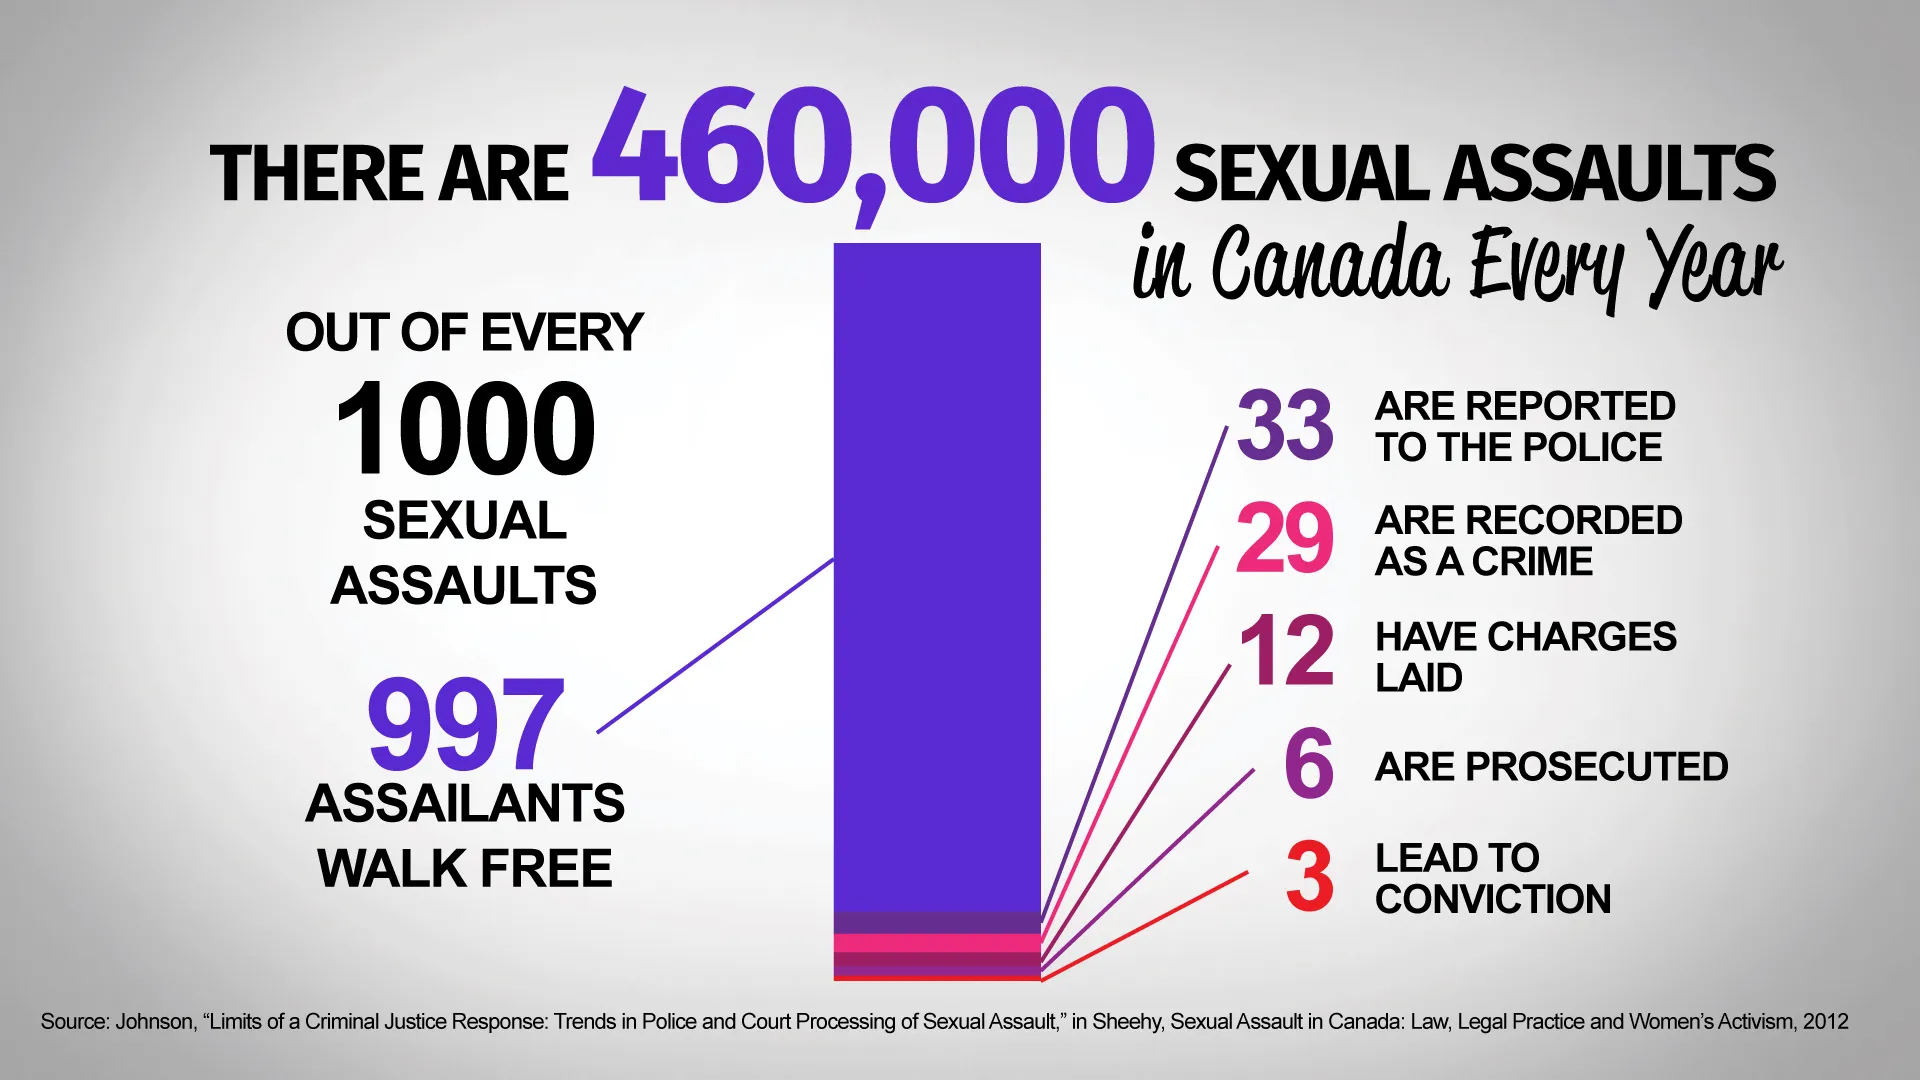 THERE ARE 460,000 SEXUAL ASSAULTS
in Canada Every Year
OUT OF EVERY
1000
SEXUAL
ASSAULTS
997
ASSAILANTS
WALK FREE
33 ARE REPORTED
TO THE POLICE
29 ARE RECORDED
AS A CRIME
12 HAVE CHARGES
LAID
6 ARE PROSECUTED
3 LEAD TO
CONVICTION
Source: Johnson, “Limits of a Criminal Justice Response: Trends in Police and Court Processing of Sexual Assault,” in Sheehy, Sexual Assault in Canada: Law, Legal Practice and Women’s Activism, 2012